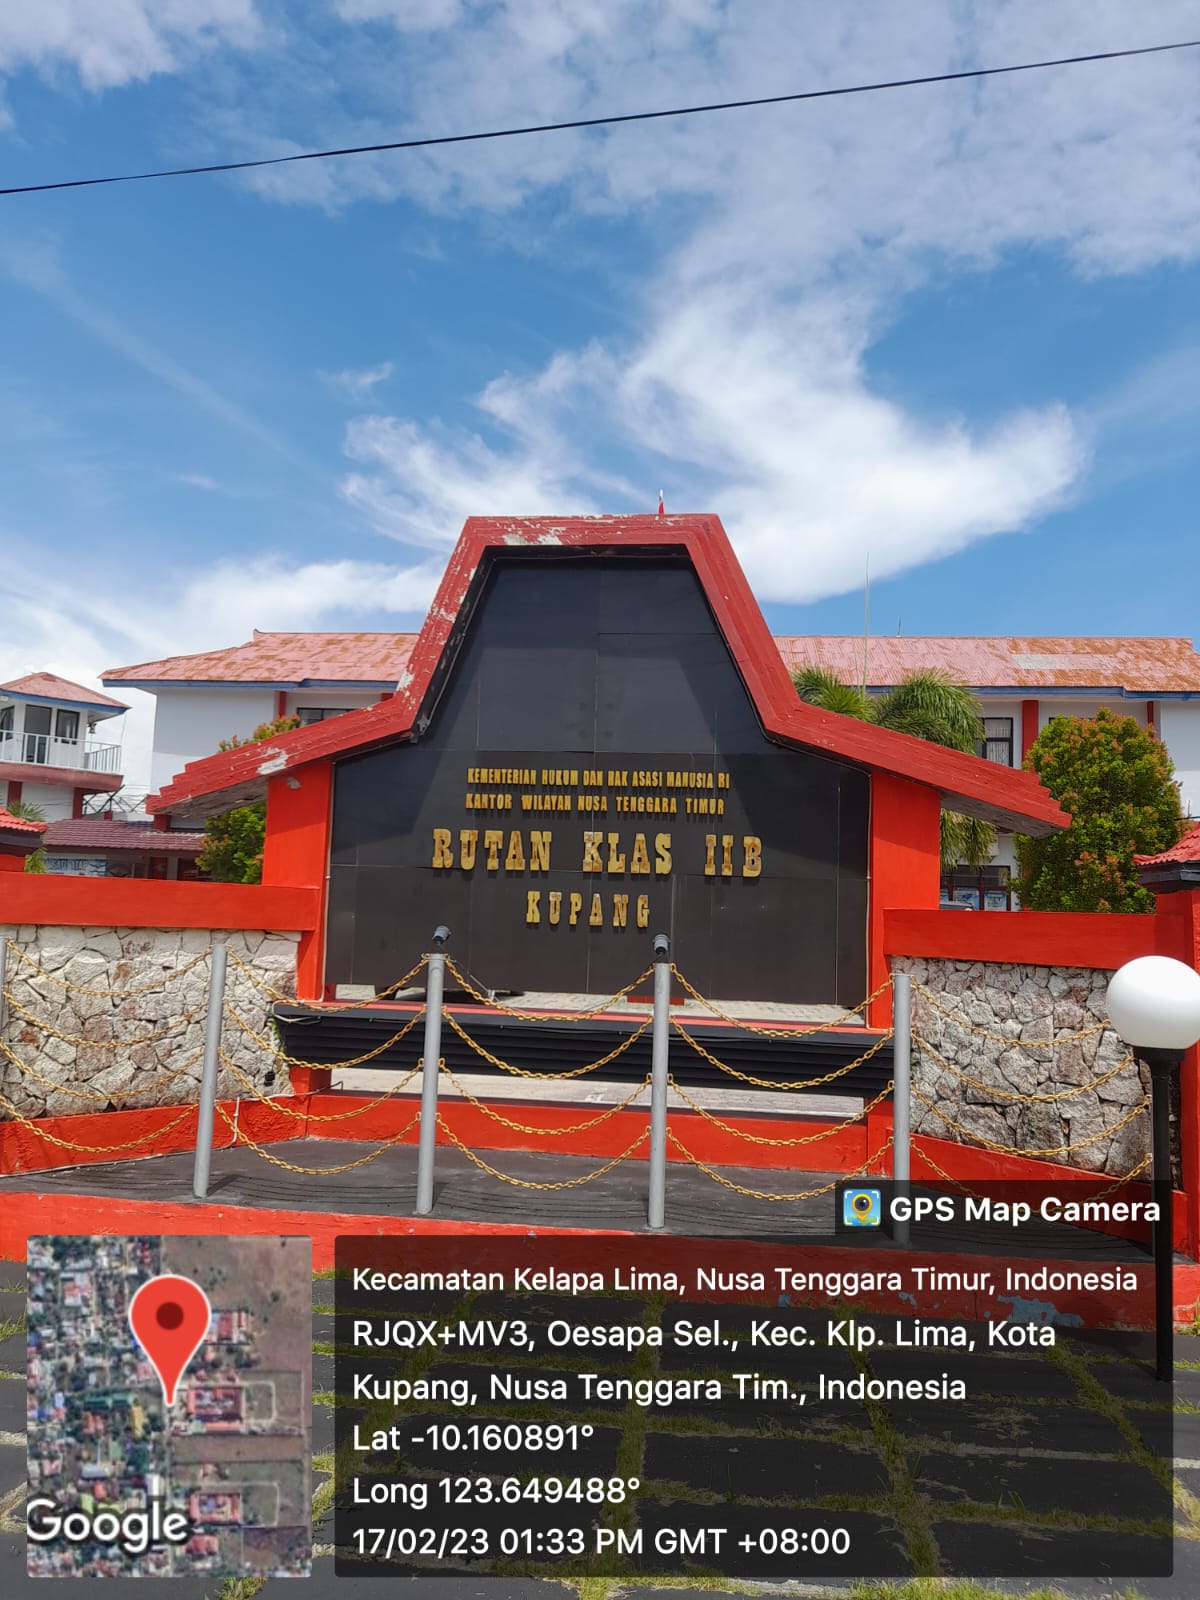 KEMENTERIAN HUKUM DAN HAK ASASI MANUSIA RI
KANTOR WILAYAH NUSA TENGGARA TIMUR
RUTAN KLAS IIB
KUPANG
GPS Map Camera
Kecamatan Kelapa Lima, Nusa Tenggara Timur, Indonesia
RJQX+MV3, Oesapa Sel., Kec. Klp. Lima, Kota
Kupang, Nusa Tenggara Tim., Indonesia
Lat -10.160891°
Long 123.649488°
17/02/23 01:33 PM GMT +08:00
Google